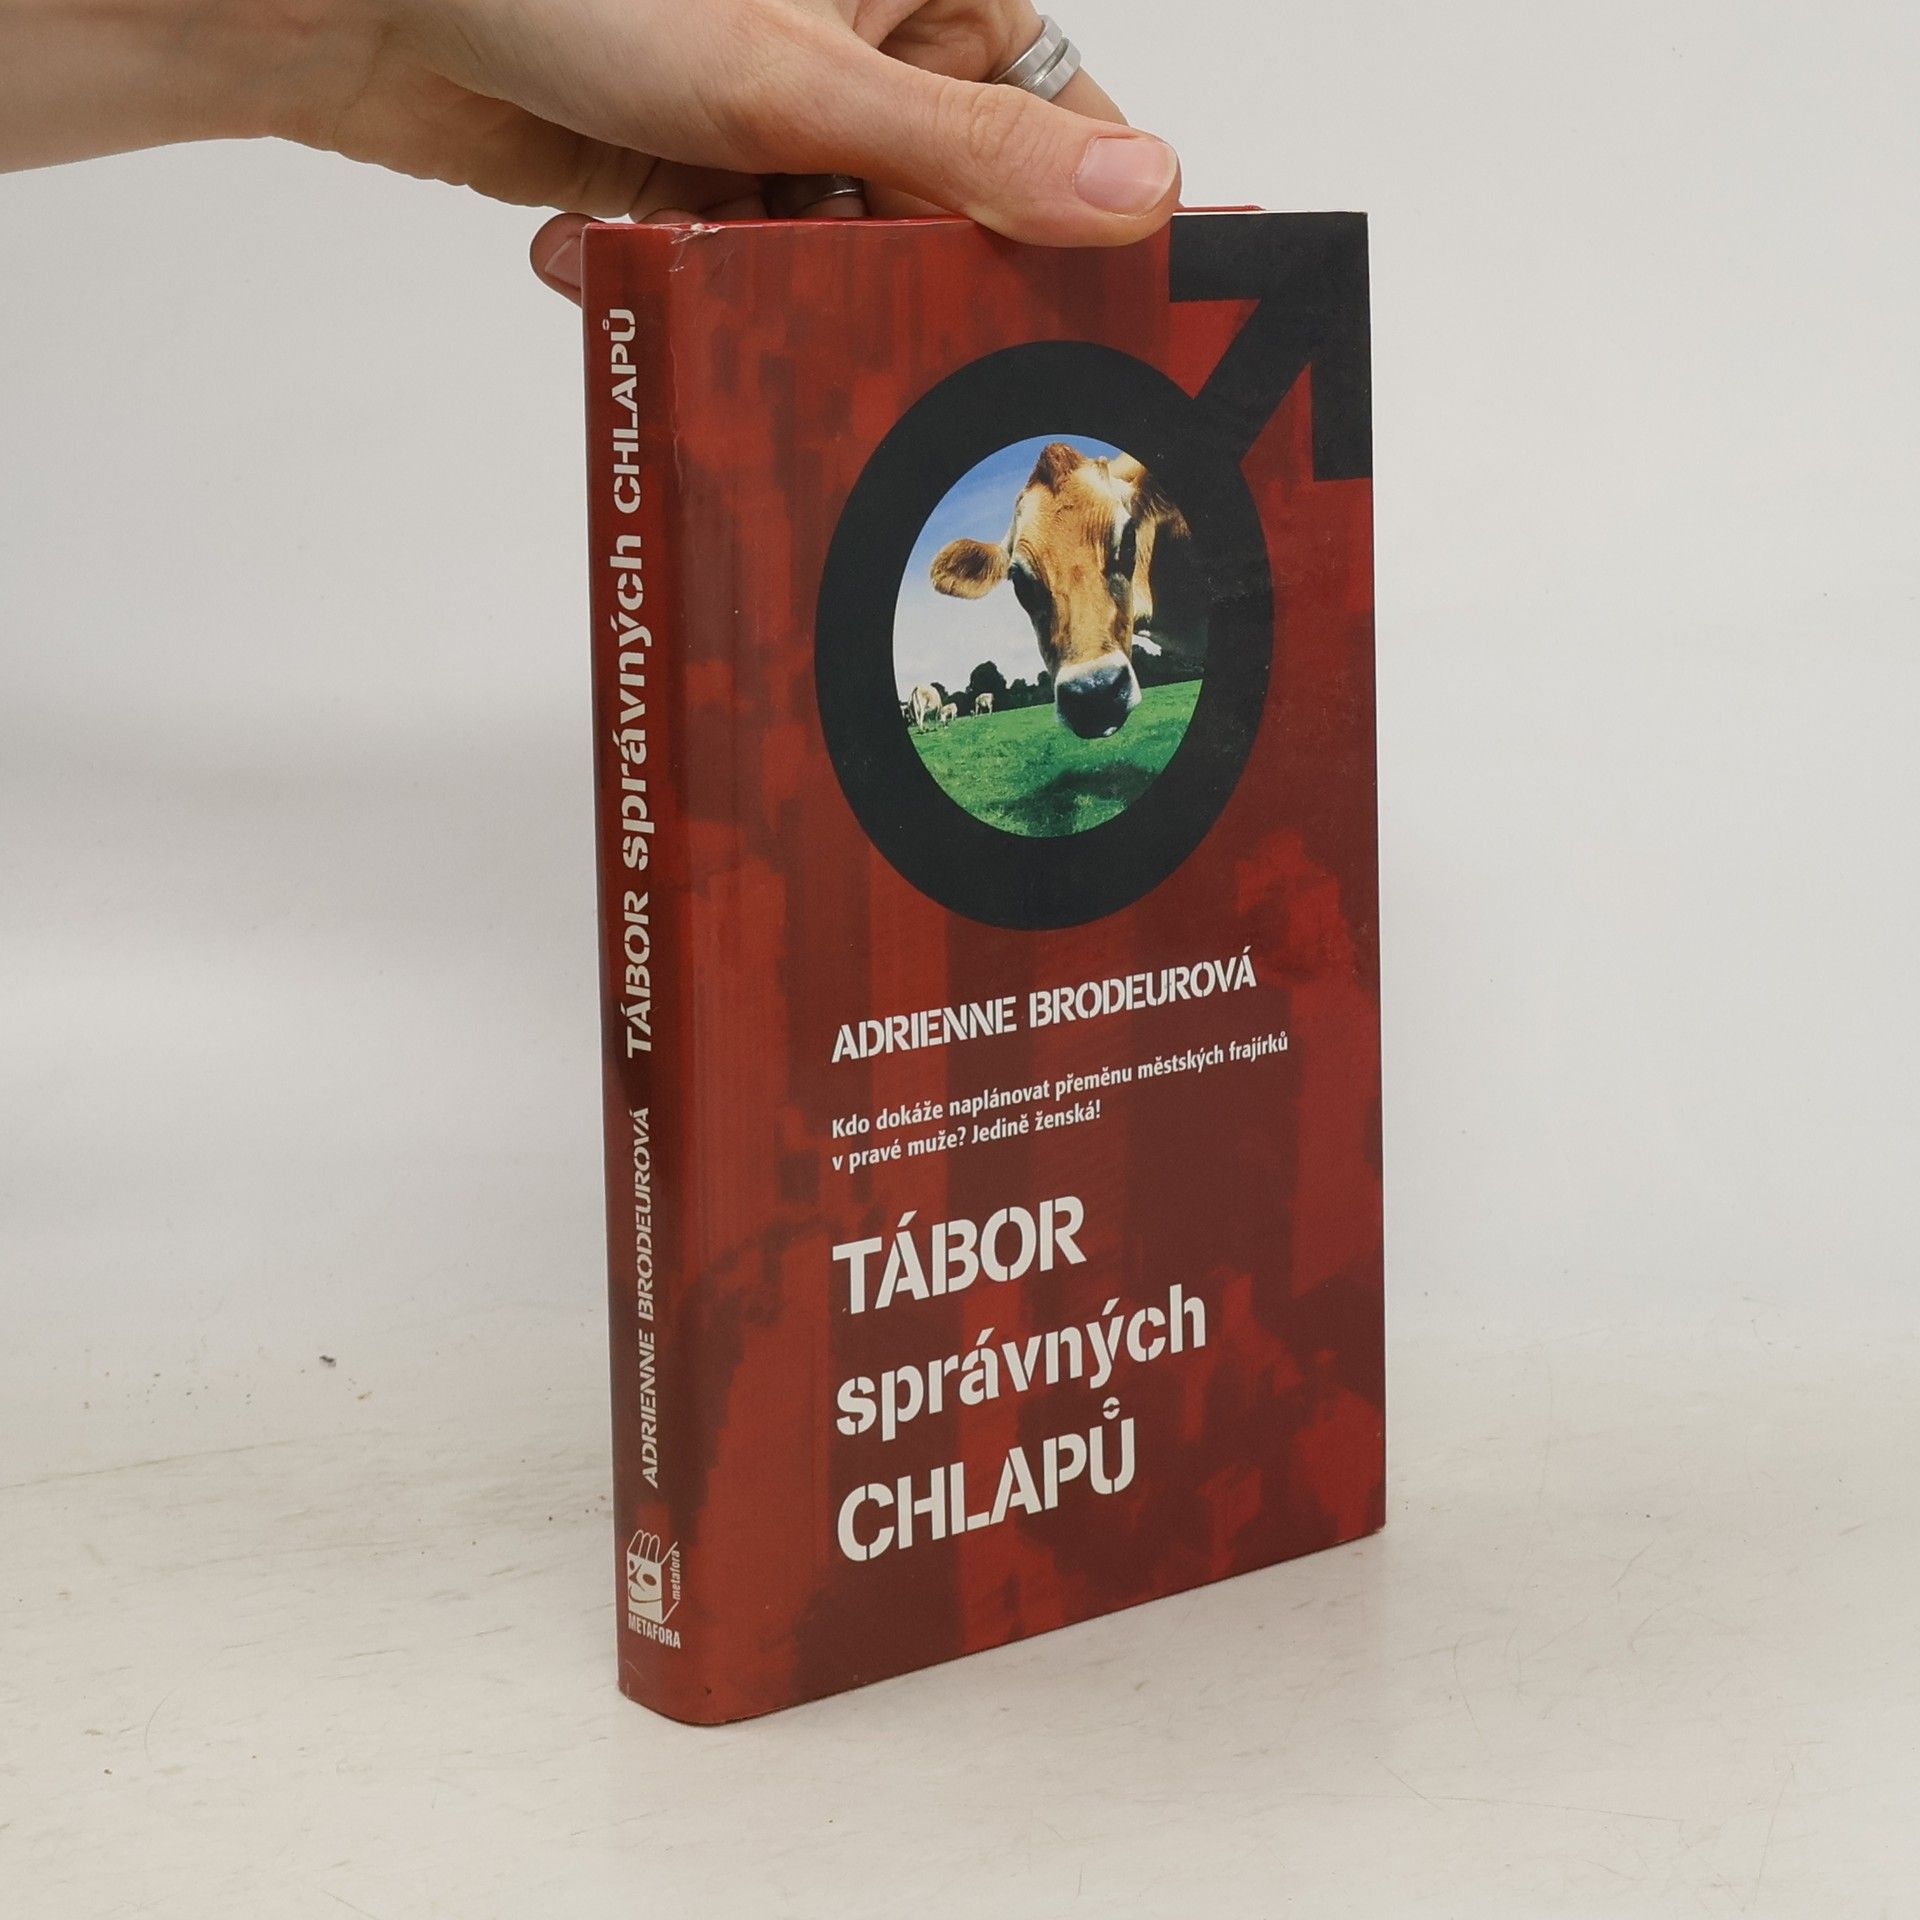 TÁBOR správných CHLAPŮ
ADRIENNE BRODEUROVÁ
metafora
METAFORA
ADRIENNE BRODEUROVÁ
Kdo dokáže naplánovat přeměnu městských frajírků
v pravé muže? Jedině ženská!
TÁBOR
správných
CHLAPŮ